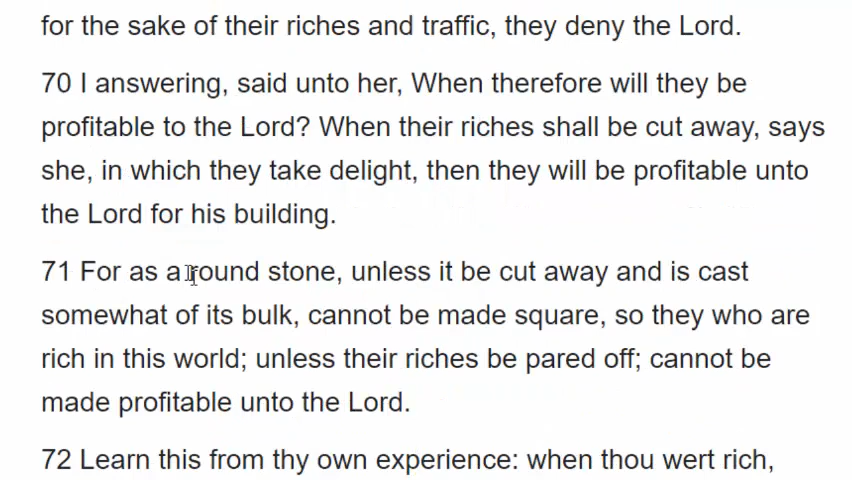 for the sake of their riches and traffic, they deny the Lord.
70 I answering, said unto her, When therefore will they be
profitable to the Lord? When their riches shall be cut away, says
she, in which they take delight, then they will be profitable unto
the Lord for his building.
71 For as a round stone, unless it be cut away and is cast
somewhat of its bulk, cannot be made square, so they who are
rich in this world; unless their riches be pared off; cannot be
made profitable unto the Lord.
72 Learn this from thy own experience: when thou wert rich,